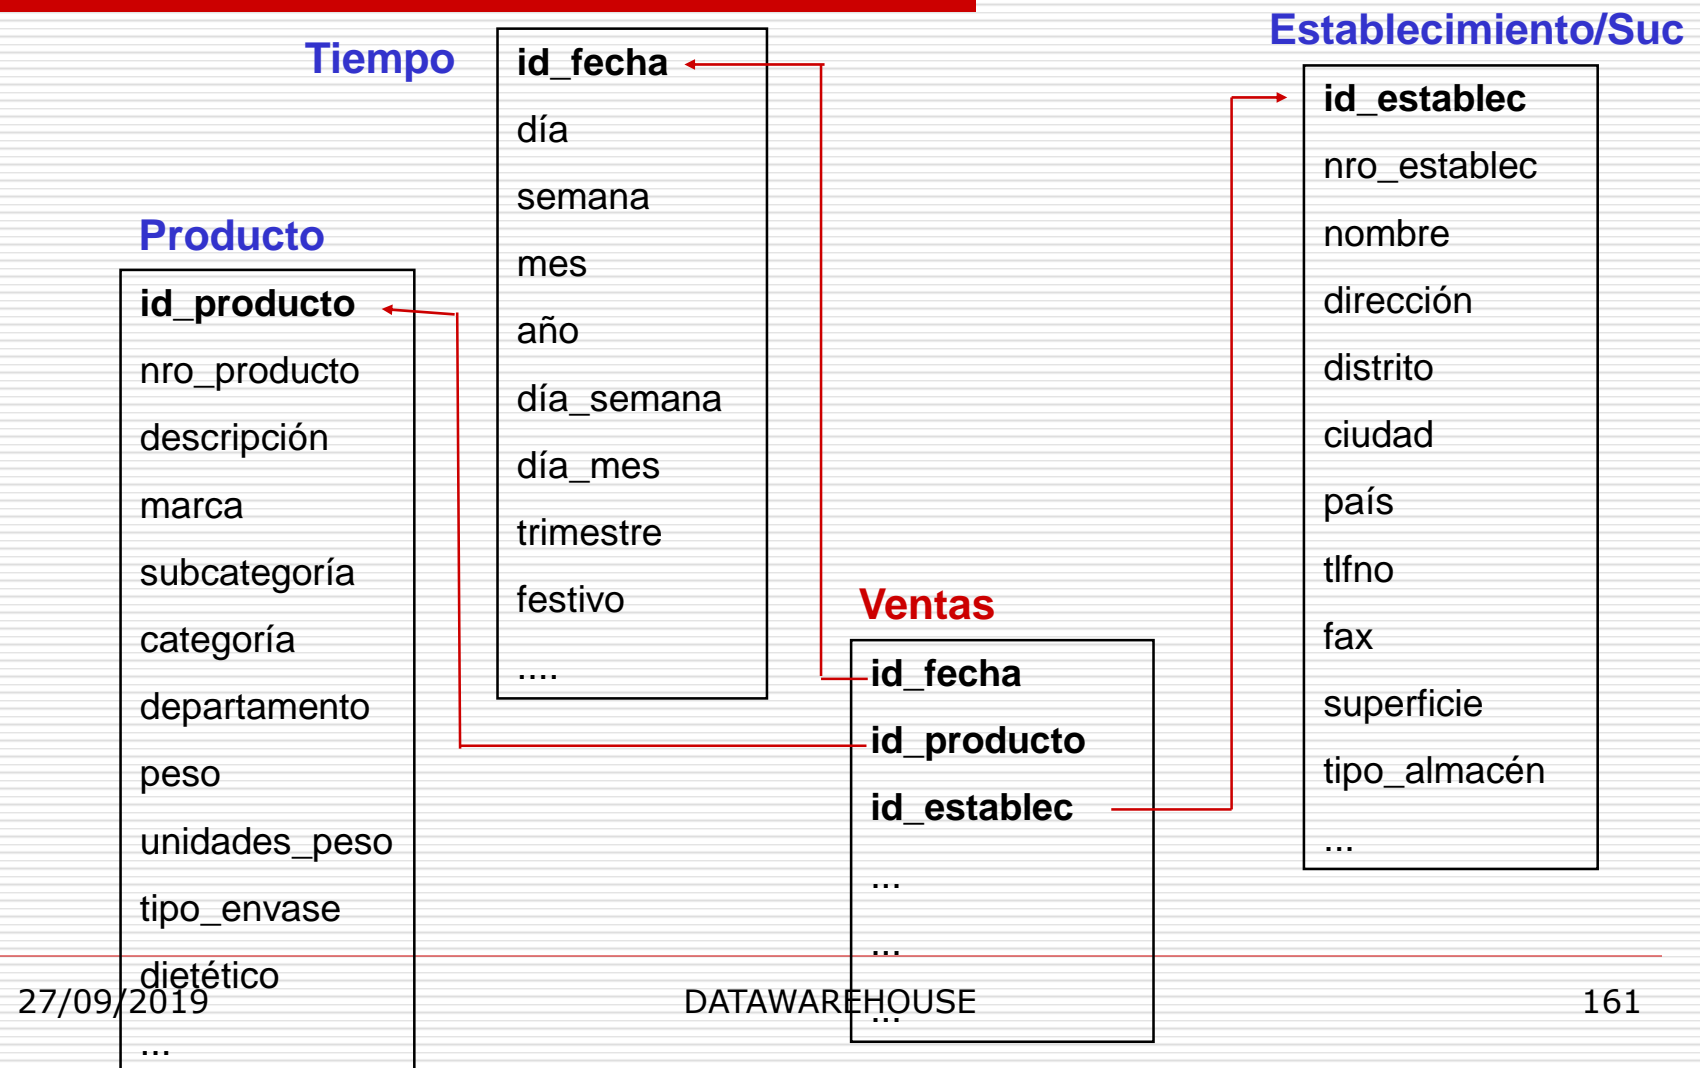 Tiempo
id_fecha
día
semana
mes
año
día_semana
día_mes
trimestre
festivo
....
Producto
id_producto
nro_producto
descripción
marca
subcategoría
categoría
departamento
peso
unidades_peso
tipo_envase
dietético
...
Ventas
id_fecha
id_producto
id_establec
...
...
...
Establecimiento/Suc
id_establec
nro_establec
nombre
dirección
distrito
ciudad
país
tlfno
fax
superficie
tipo_almacén
...
27/09/2019
DATAWAREHOUSE
161